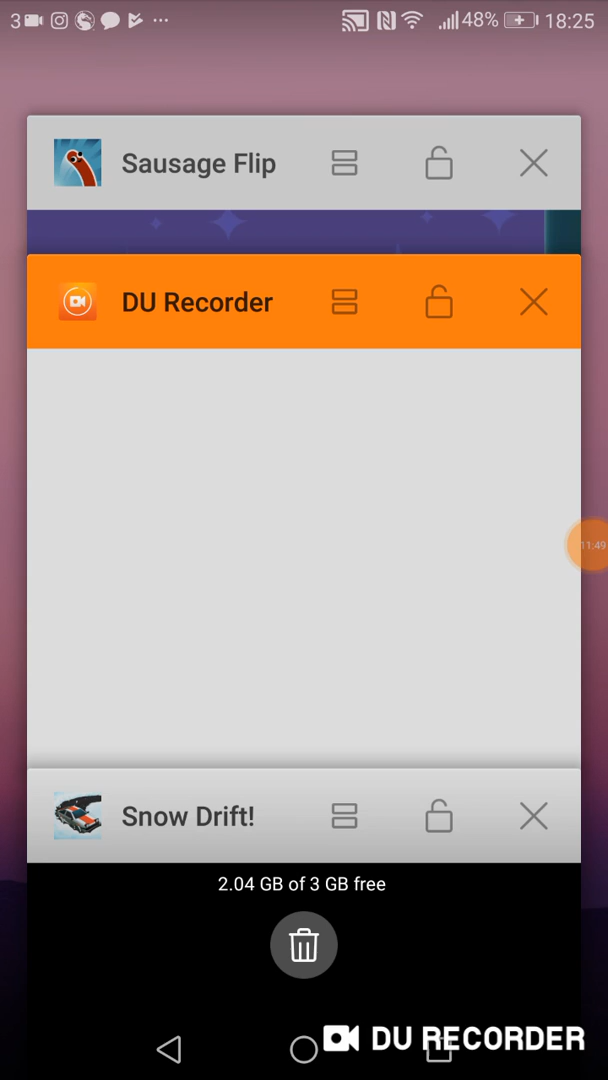 3 ... 48% 18:25
Sausage Flip
DU Recorder
11:49
Snow Drift!
2.04 GB of 3 GB free
DU RECORDER